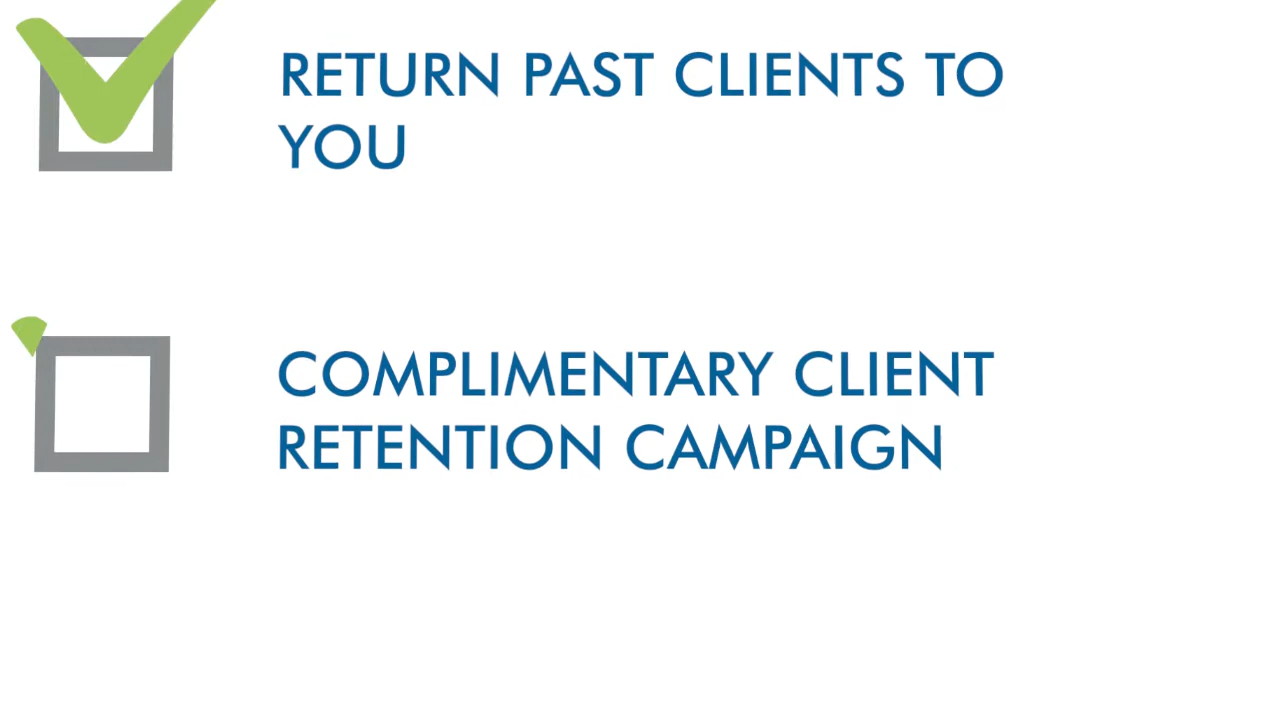 RETURN PAST CLIENTS TO
YOU
COMPLIMENTARY CLIENT
RETENTION CAMPAIGN